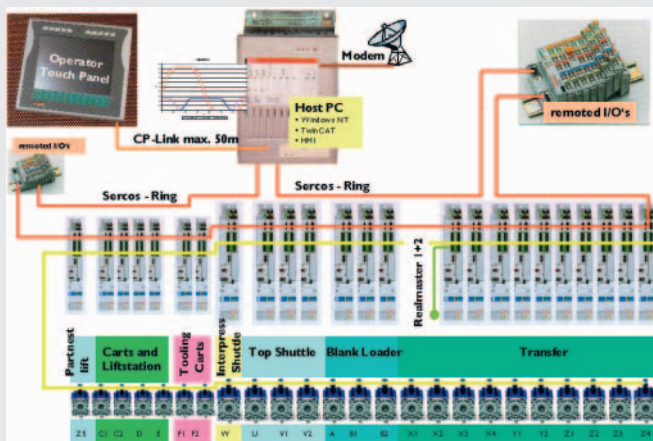 Operator
Touch Panel
Modem
Host PC
• Windows NT
• TwinCAT
• HMI
CP-Link max. 50m
remoted I/O's
remoted I/O's
Sercos - Ring
Sercos - Ring
Realmaster 1+2
Partnest
lift
Carts and
Liftstation
Tooling
Carts
Interpress
Shuttle
Top Shuttle
Blank Loader
Transfer
Z5 C1 C2 D E F1 F2 W U V1 V2 A B1 B2 X1 X2 X3 X4 Y1 Y2 Z1 Z2 Z3 Z4